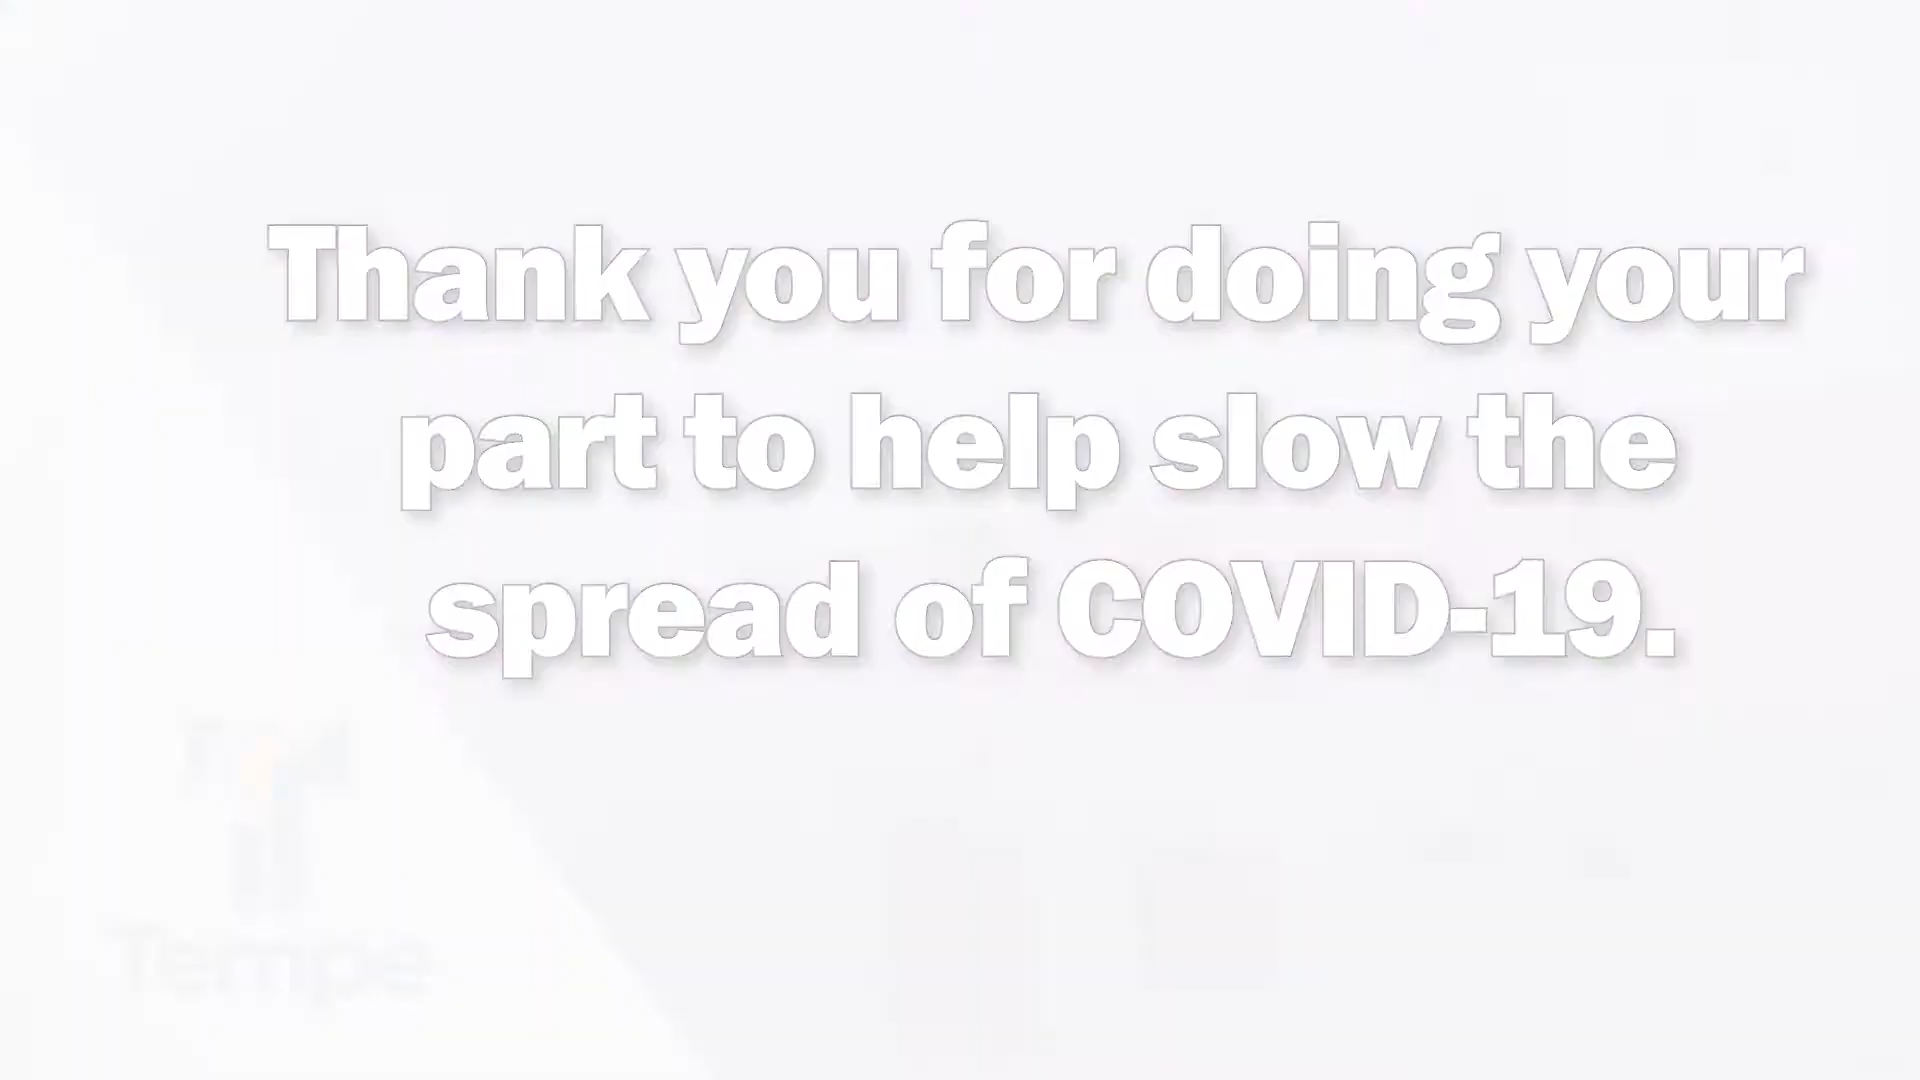 Thank you for doing your
part to help slow the
spread of COVID-19.
Tempe